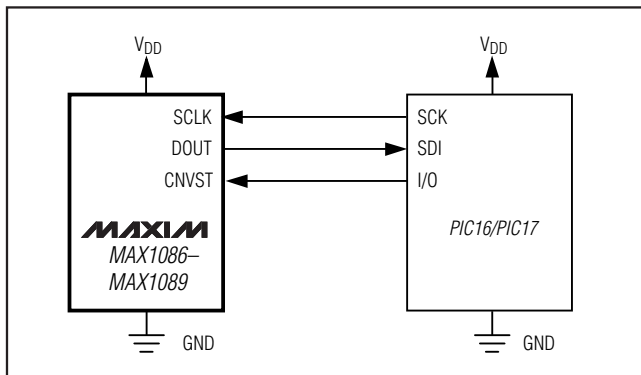 VDD VDD
SCLK SCK
DOUT SDI
CNVST I/O
MAXIM
MAX1086–
MAX1089
PIC16/PIC17
GND GND